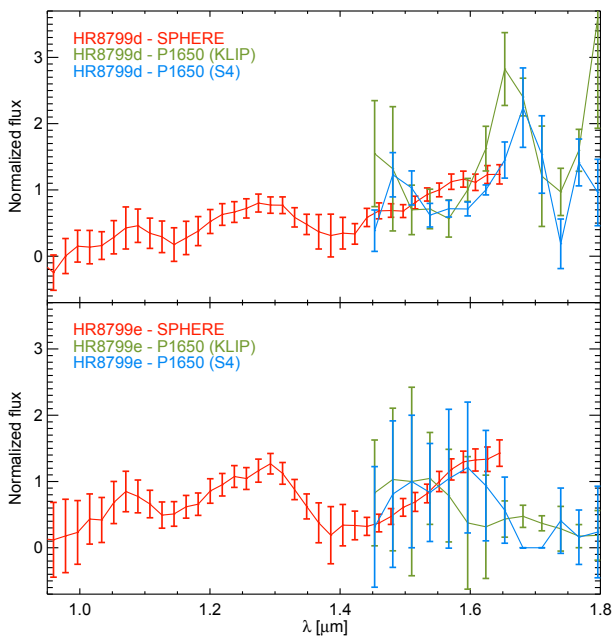 HR8799d - SPHERE
HR8799d - P1650 (KLIP)
HR8799d - P1650 (S4)
3
2
1
0
Normalized flux
HR8799e - SPHERE
HR8799e - P1650 (KLIP)
HR8799e - P1650 (S4)
3
2
1
0
Normalized flux
1.0 1.2 1.4 1.6 1.8
λ [μm]